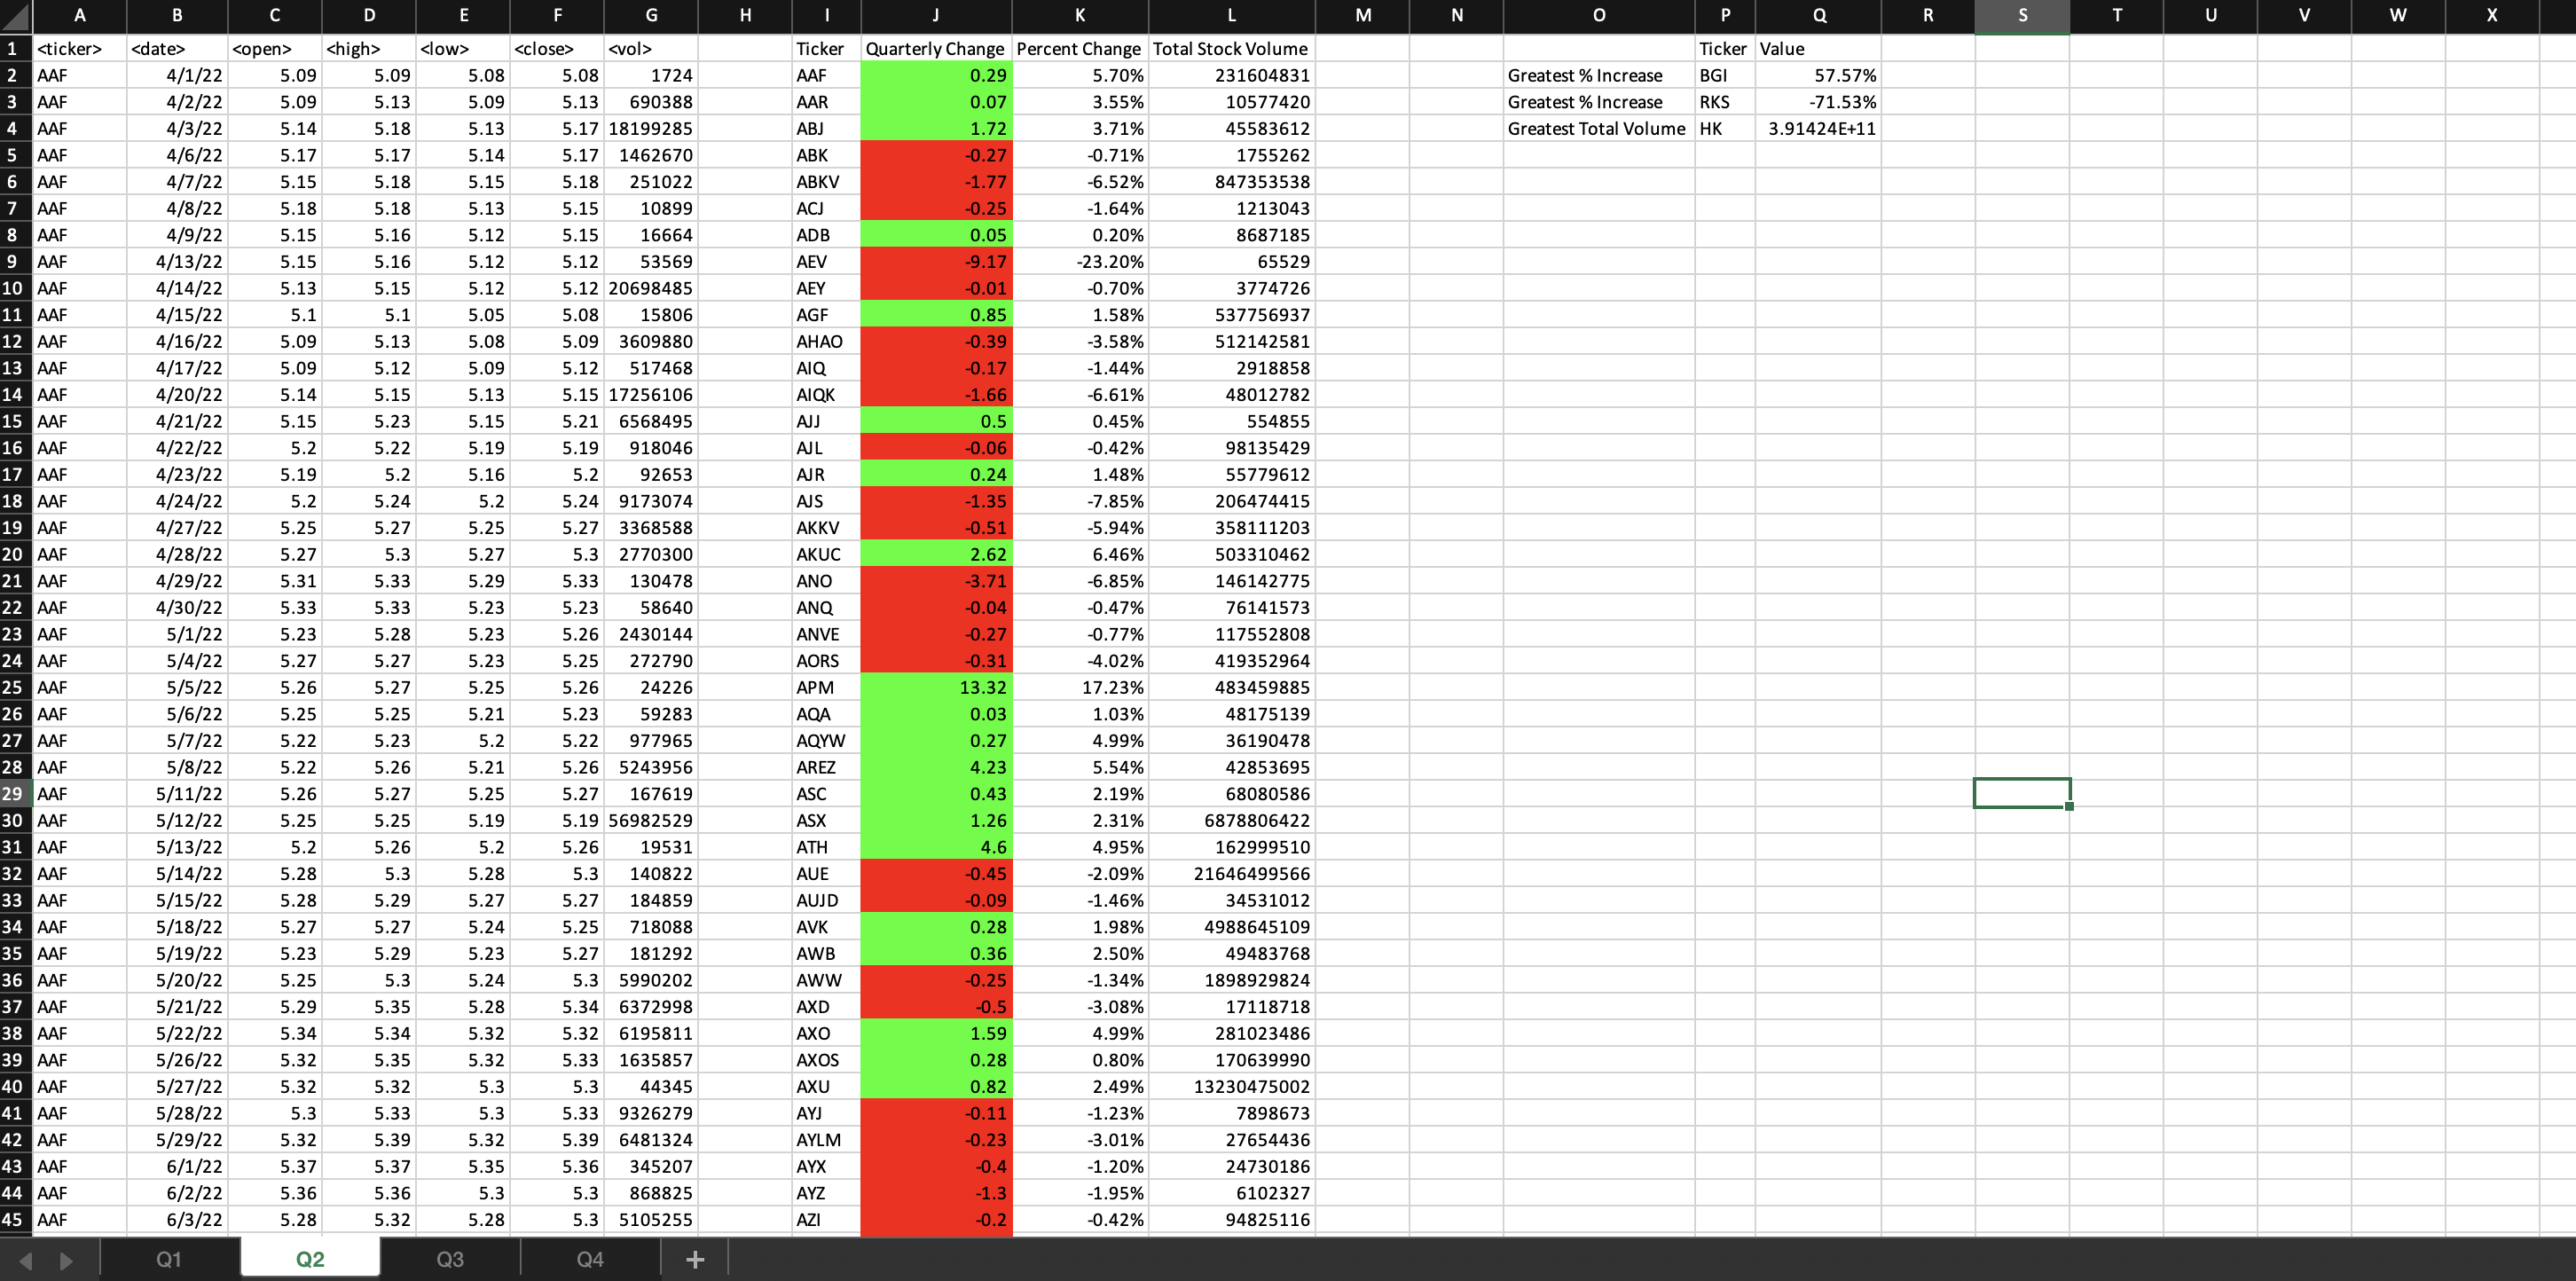 A B C D E F G H I J K L M N O P Q R S T U V W X
1 <ticker> <date> <open> <high> <low> <close> <vol> Ticker Quarterly Change Percent Change Total Stock Volume Ticker Value
2 AAF 4/1/22 5.09 5.09 5.08 5.08 1724 AAF 0.29 5.70% 231604831 Greatest % Increase BGI 57.57%
3 AAF 4/2/22 5.09 5.13 5.09 5.13 690388 AAR 0.07 3.55% 10577420 Greatest % Increase RKS -71.53%
4 AAF 4/3/22 5.14 5.18 5.13 5.17 18199285 ABJ 1.72 3.71% 45583612 Greatest Total Volume HK 3.91424E+11
5 AAF 4/6/22 5.17 5.17 5.14 5.17 1462670 ABK -0.27 -0.71% 1755262
6 AAF 4/7/22 5.15 5.18 5.15 5.18 251022 ABKV -1.77 -6.52% 847353538
7 AAF 4/8/22 5.18 5.18 5.13 5.15 10899 ACJ -0.25 -1.64% 1213043
8 AAF 4/9/22 5.15 5.16 5.12 5.15 16664 ADB 0.05 0.20% 8687185
9 AAF 4/13/22 5.15 5.16 5.12 5.12 53569 AEV -9.17 -23.20% 65529
10 AAF 4/14/22 5.13 5.15 5.12 5.12 20698485 AEY -0.01 -0.70% 3774726
11 AAF 4/15/22 5.1 5.1 5.05 5.08 15806 AGF 0.85 1.58% 537756937
12 AAF 4/16/22 5.09 5.13 5.08 5.09 3609880 AHAO -0.39 -3.58% 512142581
13 AAF 4/17/22 5.09 5.12 5.09 5.12 517468 AIQ -0.17 -1.44% 2918858
14 AAF 4/20/22 5.14 5.15 5.13 5.15 17256106 AIQK -1.66 -6.61% 48012782
15 AAF 4/21/22 5.15 5.23 5.15 5.21 6568495 AJJ 0.5 0.45% 554855
16 AAF 4/22/22 5.2 5.22 5.19 5.19 918046 AJL -0.06 -0.42% 98135429
17 AAF 4/23/22 5.19 5.2 5.16 5.2 92653 AJR 0.24 1.48% 55779612
18 AAF 4/24/22 5.2 5.24 5.2 5.24 9173074 AJS -1.35 -7.85% 206474415
19 AAF 4/27/22 5.25 5.27 5.25 5.27 3368588 AKKV -0.51 -5.94% 358111203
20 AAF 4/28/22 5.27 5.3 5.27 5.3 2770300 AKUC 2.62 6.46% 503310462
21 AAF 4/29/22 5.31 5.33 5.29 5.33 130478 ANO -3.71 -6.85% 146142775
22 AAF 4/30/22 5.33 5.33 5.23 5.23 58640 ANQ -0.04 -0.47% 76141573
23 AAF 5/1/22 5.23 5.28 5.23 5.26 2430144 ANVE -0.27 -0.77% 117552808
24 AAF 5/4/22 5.27 5.27 5.23 5.25 272790 AORS -0.31 -4.02% 419352964
25 AAF 5/5/22 5.26 5.27 5.25 5.26 24226 APM 13.32 17.23% 483459885
26 AAF 5/6/22 5.25 5.25 5.21 5.23 59283 AQA 0.03 1.03% 48175139
27 AAF 5/7/22 5.22 5.23 5.2 5.22 977965 AQYW 0.27 4.99% 36190478
28 AAF 5/8/22 5.22 5.26 5.21 5.26 5243956 AREZ 4.23 5.54% 42853695
29 AAF 5/11/22 5.26 5.27 5.25 5.27 167619 ASC 0.43 2.19% 68080586
30 AAF 5/12/22 5.25 5.25 5.19 5.19 56982529 ASX 1.26 2.31% 6878806422
31 AAF 5/13/22 5.2 5.26 5.2 5.26 19531 ATH 4.6 4.95% 162999510
32 AAF 5/14/22 5.28 5.3 5.28 5.3 140822 AUE -0.45 -2.09% 21646499566
33 AAF 5/15/22 5.28 5.29 5.27 5.27 184859 AUJD -0.09 -1.46% 34531012
34 AAF 5/18/22 5.27 5.27 5.24 5.25 718088 AVK 0.28 1.98% 4988645109
35 AAF 5/19/22 5.23 5.29 5.23 5.27 181292 AWB 0.36 2.50% 49483768
36 AAF 5/20/22 5.25 5.3 5.24 5.3 5990202 AWW -0.25 -1.34% 1898929824
37 AAF 5/21/22 5.29 5.35 5.28 5.34 6372998 AXD -0.5 -3.08% 17118718
38 AAF 5/22/22 5.34 5.34 5.32 5.32 6195811 AXO 1.59 4.99% 281023486
39 AAF 5/26/22 5.32 5.35 5.32 5.33 1635857 AXOS 0.28 0.80% 170639990
40 AAF 5/27/22 5.32 5.32 5.3 5.3 44345 AXU 0.82 2.49% 13230475002
41 AAF 5/28/22 5.3 5.33 5.3 5.33 9326279 AYJ -0.11 -1.23% 7898673
42 AAF 5/29/22 5.32 5.39 5.32 5.39 6481324 AYLM -0.23 -3.01% 27654436
43 AAF 6/1/22 5.37 5.37 5.35 5.36 345207 AYX -0.4 -1.20% 24730186
44 AAF 6/2/22 5.36 5.36 5.3 5.3 868825 AYZ -1.3 -1.95% 6102327
45 AAF 6/3/22 5.28 5.32 5.28 5.3 5105255 AZI -0.2 -0.42% 94825116
Q1 Q2 Q3 Q4 +